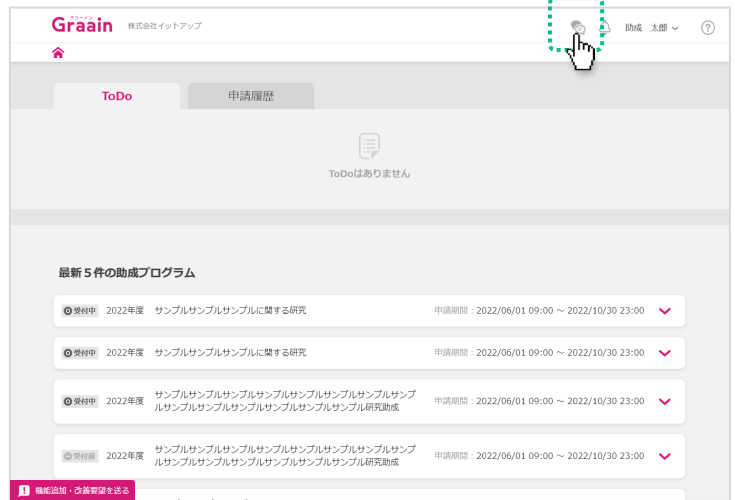 グラーイン
Graain
株式会社イットアップ
助成 太郎
?
ToDo
申請履歴
ToDoはありません
最新５件の助成プログラム
受付中 2022年度 サンプルサンプルサンプルに関する研究 申請期間：2022/06/01 09:00 ～ 2022/10/30 23:00
受付中 2022年度 サンプルサンプルサンプルに関する研究 申請期間：2022/06/01 09:00 ～ 2022/10/30 23:00
受付中 2022年度 サンプルサンプルサンプルサンプルサンプルサンプルサンプルサンプ
ルサンプルサンプルサンプルサンプルサンプルサンプル研究助成 申請期間：2022/06/01 09:00 ～ 2022/10/30 23:00
受付前 2022年度 サンプルサンプルサンプルサンプルサンプルサンプルサンプルサンプ
ルサンプルサンプルサンプルサンプルサンプルサンプル研究助成 申請期間：2022/06/01 09:00 ～ 2022/10/30 23:00
機能追加・改善要望を送る